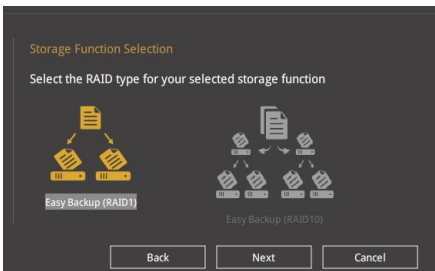 Storage Function Selection
Select the RAID type for your selected storage function
Easy Backup (RAID1)
Easy Backup (RAID10)
Back
Next
Cancel